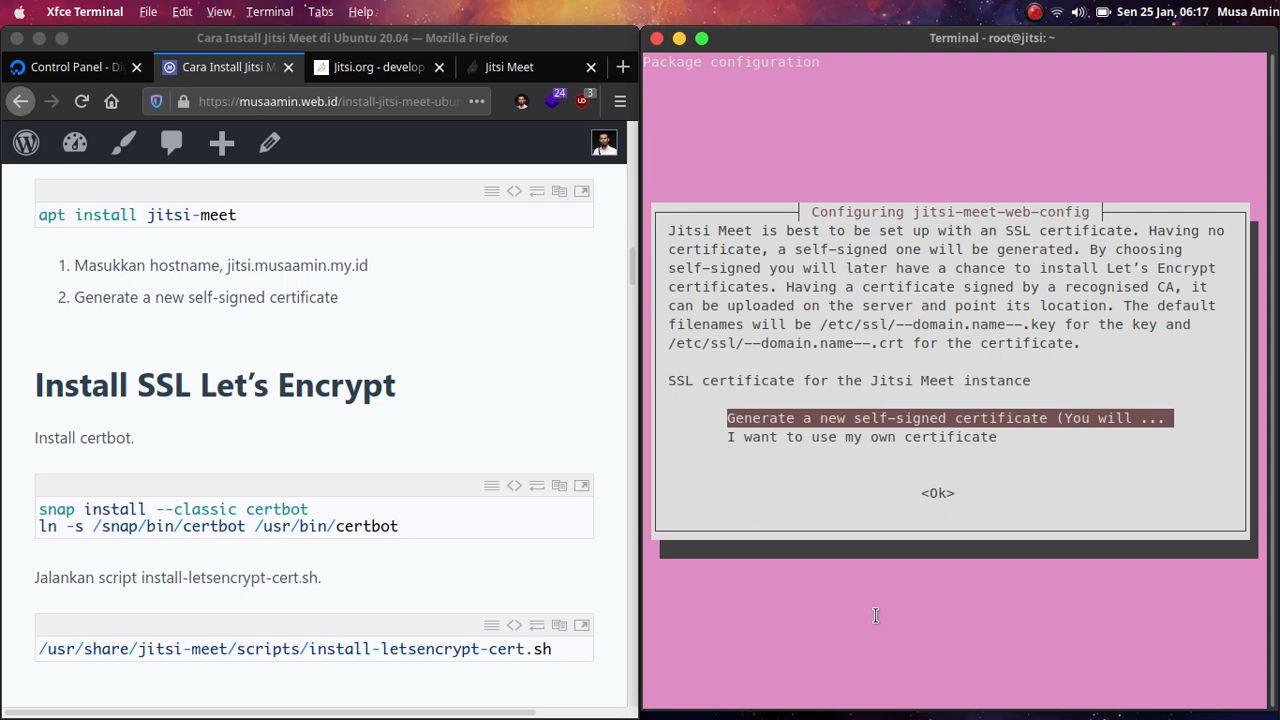 Xfce Terminal File Edit View Terminal Tabs Help
Sen 25 Jan, 06:17 Musa Amin
Cara Install Jitsi Meet di Ubuntu 20.04 — Mozilla Firefox
Control Panel - Di
Cara Install Jitsi M
Jitsi.org - develop
Jitsi Meet
https://musaamin.web.id/install-jitsi-meet-ubun
24
3
apt install jitsi-meet
1. Masukkan hostname, jitsi.musaamin.my.id
2. Generate a new self-signed certificate
Install SSL Let’s Encrypt
Install certbot.
snap install --classic certbot
ln -s /snap/bin/certbot /usr/bin/certbot
Jalankan script install-letsencrypt-cert.sh.
/usr/share/jitsi-meet/scripts/install-letsencrypt-cert.sh
Terminal - root@jitsi: ~
Package configuration
Configuring jitsi-meet-web-config
Jitsi Meet is best to be set up with an SSL certificate. Having no
certificate, a self-signed one will be generated. By choosing
self-signed you will later have a chance to install Let’s Encrypt
certificates. Having a certificate signed by a recognised CA, it
can be uploaded on the server and point its location. The default
filenames will be /etc/ssl/--domain.name--.key for the key and
/etc/ssl/--domain.name--.crt for the certificate.
SSL certificate for the Jitsi Meet instance
Generate a new self-signed certificate (You will ...
I want to use my own certificate
<Ok>